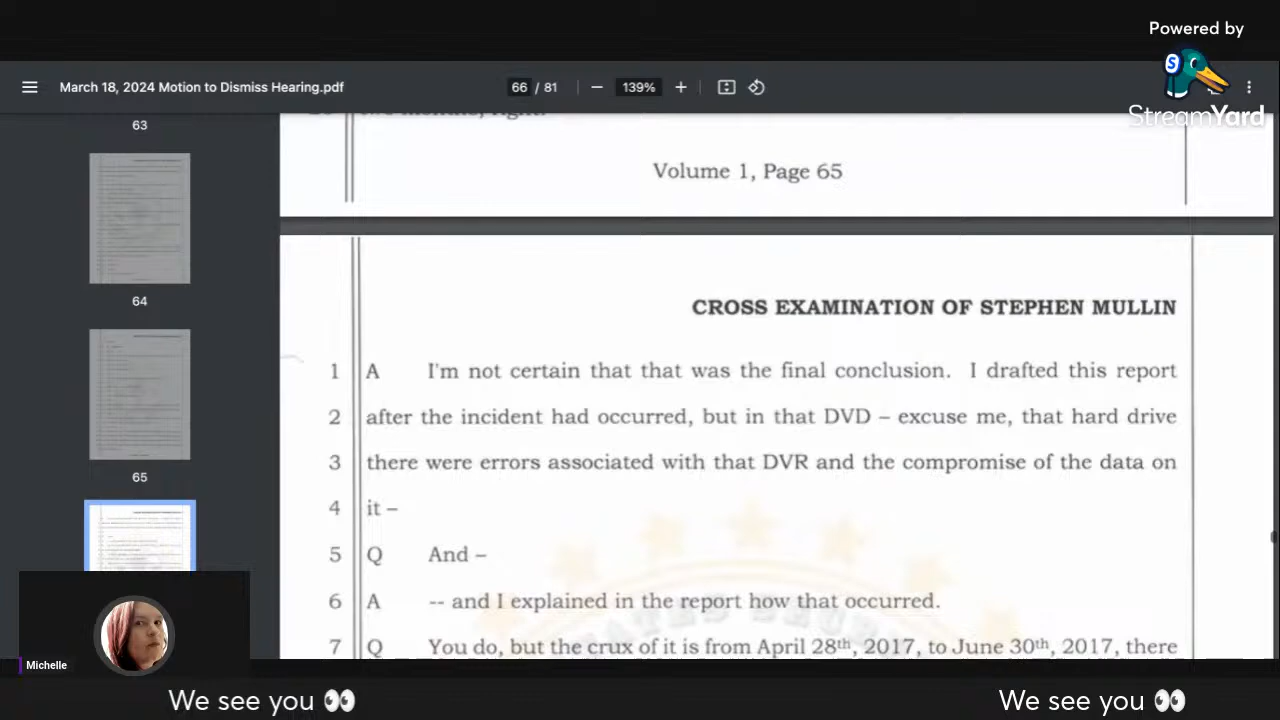 Powered by
StreamYard
March 18, 2024 Motion to Dismiss Hearing.pdf
66 / 81
139%
63
64
65
two months, right.
Volume 1, Page 65
CROSS EXAMINATION OF STEPHEN MULLIN
1 A I'm not certain that that was the final conclusion. I drafted this report
2 after the incident had occurred, but in that DVD – excuse me, that hard drive
3 there were errors associated with that DVR and the compromise of the data on
4 it –
5 Q And –
6 A -- and I explained in the report how that occurred.
7 Q You do, but the crux of it is from April 28th, 2017, to June 30th, 2017, there
Michelle
We see you 👀
We see you 👀